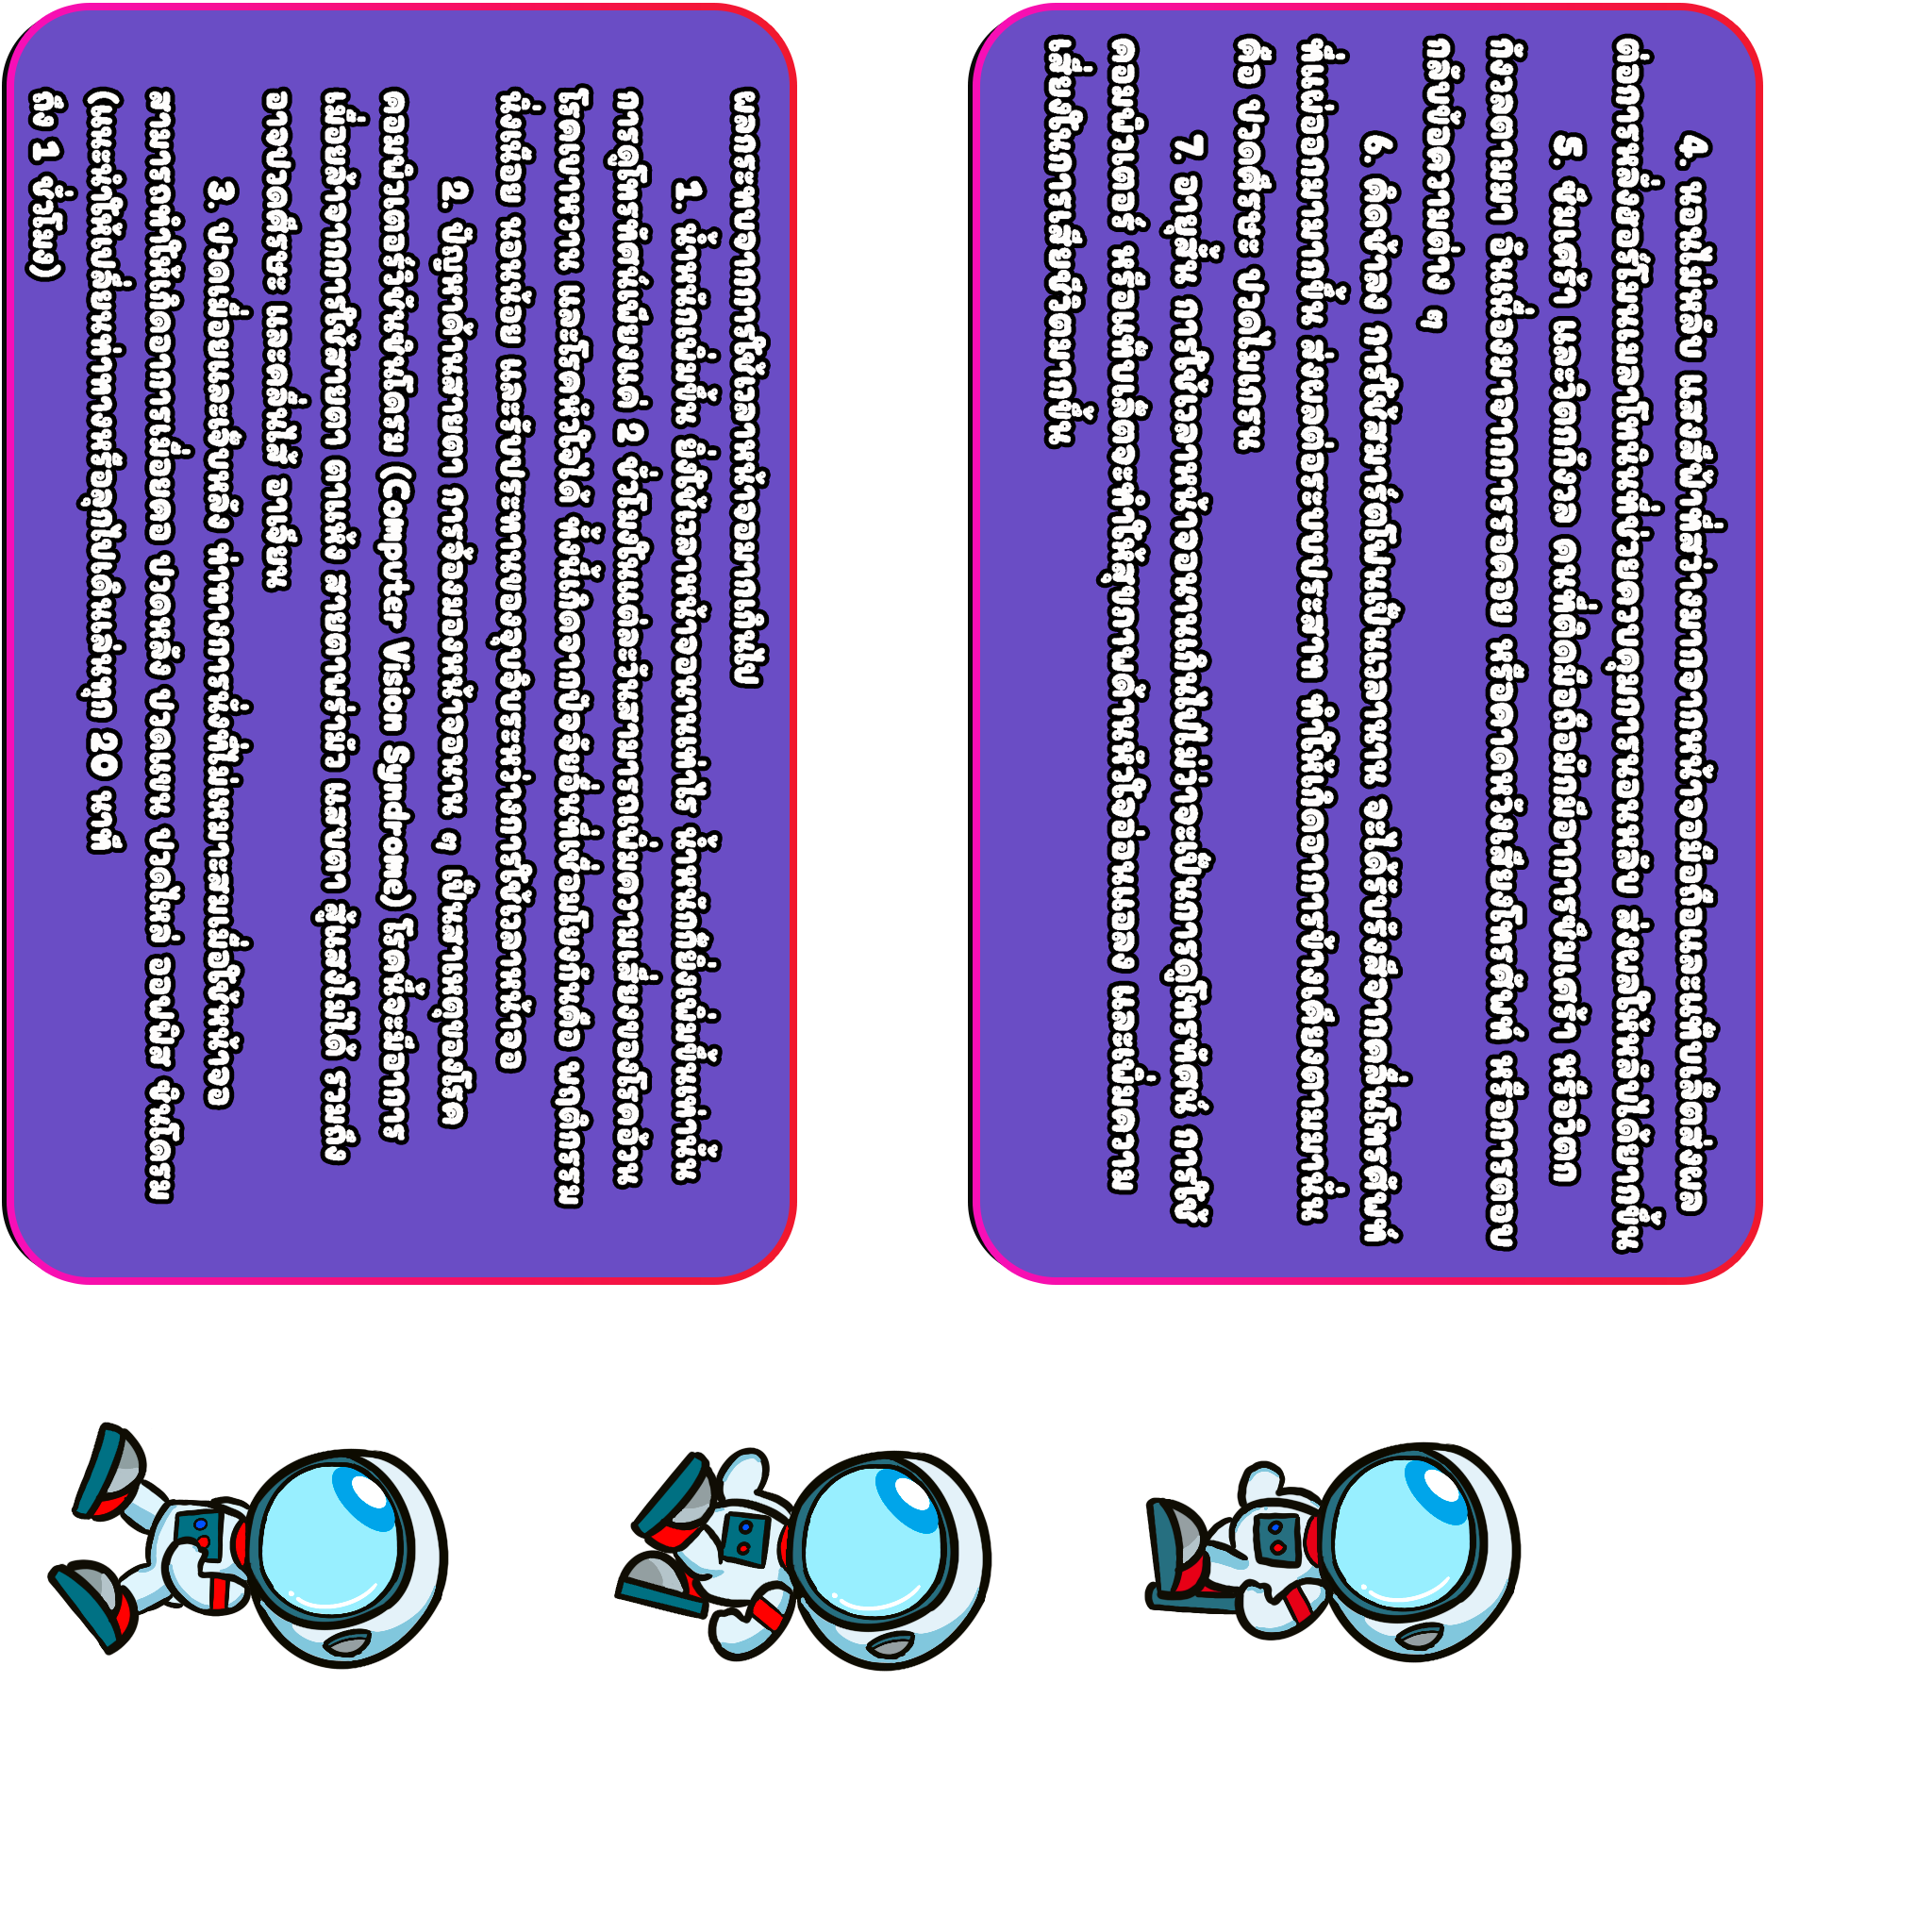 ผลกระทบจากการใช้เวลาหน้าจอมากเกินไป
1. น้ำหนักเพิ่มขึ้น ยิ่งใช้เวลาหน้าจอนานเท่าไร น้ำหนักก็ยิ่งเพิ่มขึ้นเท่านั้น
การดูโทรทัศน์เพียงแค่ 2 ชั่วโมงในแต่ละวันสามารถเพิ่มความเสี่ยงของโรคอ้วน
โรคเบาหวาน และโรคหัวใจได้ ทั้งนี้เกิดจากปัจจัยที่เชื่อมโยงกันคือ พฤติกรรม
นั่งเฉื่อย นอนน้อย และรับประทานของจุบจิบระหว่างการใช้เวลาหน้าจอ
2. ปัญหาด้านสายตา การจ้องมองหน้าจอนาน ๆ เป็นสาเหตุของโรค
คอมพิวเตอร์วิชันซินโดรม (Computer Vision Syndrome) โรคนี้จะมีอาการ
เนื่องจากการใช้สายตา ตาแห้ง สายตาพร่ามัว แสบตา สู้แสงไม่ได้ รวมถึง
อาจปวดศีรษะ และคลื่นไส้ อาเจียน
3. ปวดเมื่อยและเจ็บหลัง ท่าทางการนั่งที่ไม่เหมาะสมเมื่อใช้หน้าจอ
สามารถทำให้เกิดอาการเมื่อยคอ ปวดหลัง ปวดแขน ปวดไหล่ ออฟฟิศ ซินโดรม
(แนะนำให้เปลี่ยนท่าทางหรือลุกไปเดินเล่นทุก 20 นาที
ถึง 1 ชั่วโมง)
4. นอนไม่หลับ แสงสีฟ้าที่สว่างมาจากหน้าจอมือถือและแท็บเล็ตส่งผล
ต่อการหลั่งฮอร์โมนเมลาโทนินที่ช่วยควบคุมการนอนหลับ ส่งผลให้หลับได้ยากขึ้น
5. ซึมเศร้า และวิตกกังวล คนที่ติดมือถือมักมีอาการซึมเศร้า หรือวิตก
กังวลตามมา อันเนื่องมาจากการรอคอย หรือคาดหวังเสียงโทรศัพท์ หรือการตอบ
กลับข้อความต่าง ๆ
6. คิดช้าลง การใช้สมาร์ตโฟนเป็นเวลานาน จะได้รับรังสีจากคลื่นโทรศัพท์
ที่แผ่ออกมามากขึ้น ส่งผลต่อระบบประสาท ทำให้เกิดอาการข้างเคียงตามมานั่น
คือ ปวดศีรษะ ปวดไมเกรน
7. อายุสั้น การใช้เวลาหน้าจอนานเกินไปไม่ว่าจะเป็นการดูโทรทัศน์ การใช้
คอมพิวเตอร์ หรือแท็บเล็ตจะทำให้สุขภาพด้านหัวใจอ่อนแอลง และเพิ่มความ
เสี่ยงในการเสียชีวิตมากขึ้น